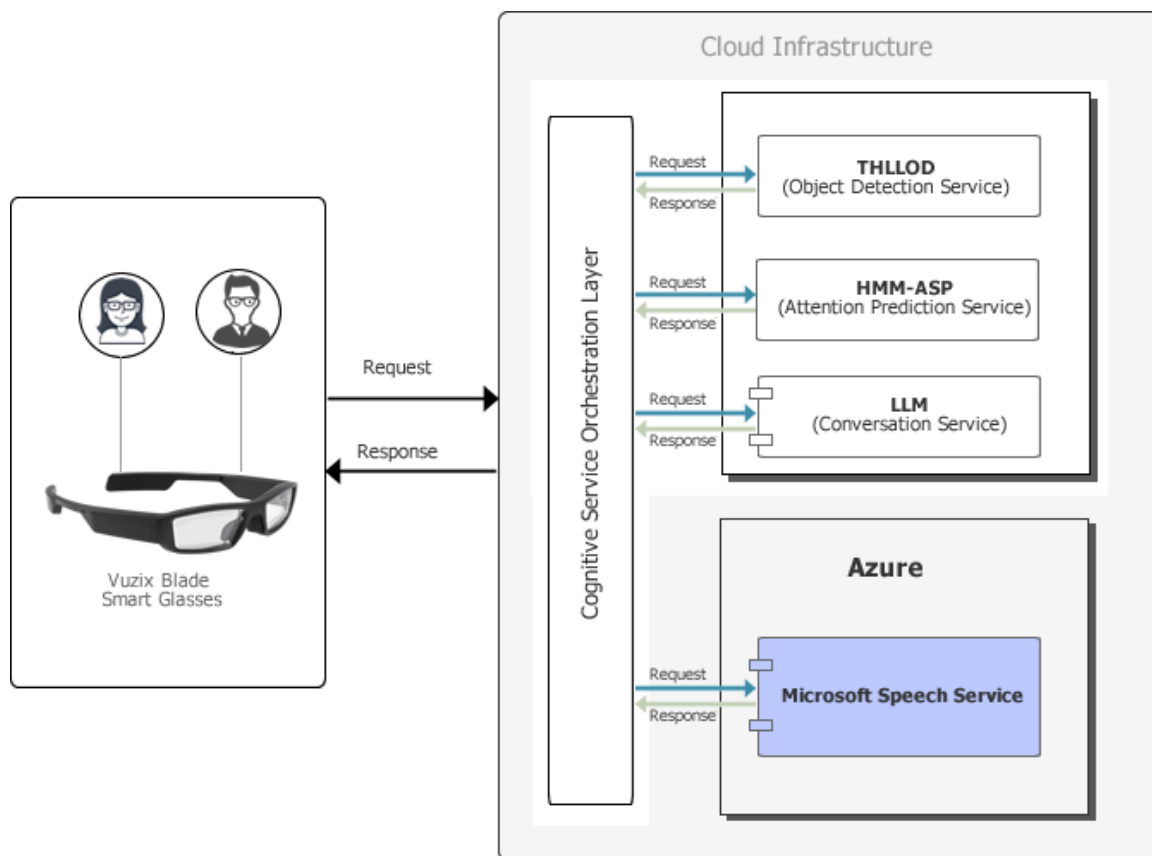 Cloud Infrastructure
Request
Response
Vuzix Blade
Smart Glasses
Cognitive Service Orchestration Layer
Request
Response
THLLOD
(Object Detection Service)
Request
Response
HMM-ASP
(Attention Prediction Service)
Request
Response
LLM
(Conversation Service)
Azure
Request
Response
Microsoft Speech Service